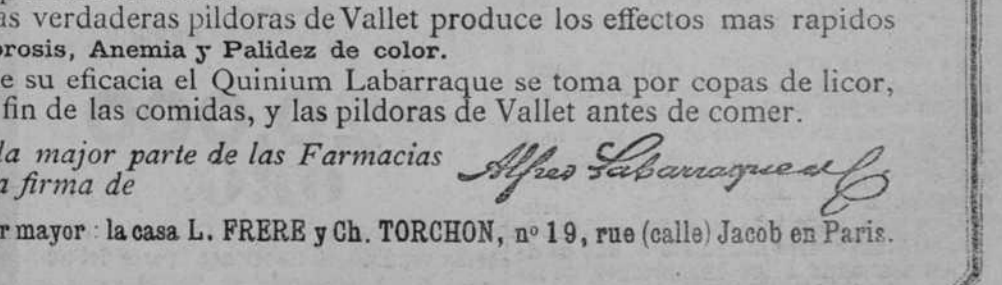 as verdaderas pildoras de Vallet produce los effectos mas rapidos
orosis, Anemia y Palidez de color.
e su eficacia el Quinium Labarraque se toma por copas de licor,
fin de las comidas, y las pildoras de Vallet antes de comer.
la major parte de las Farmacias
a firma de
Alfred Labarraque et C
r mayor : la casa L. FRERE y Ch. TORCHON, nº 19, rue (calle) Jacob en Paris.